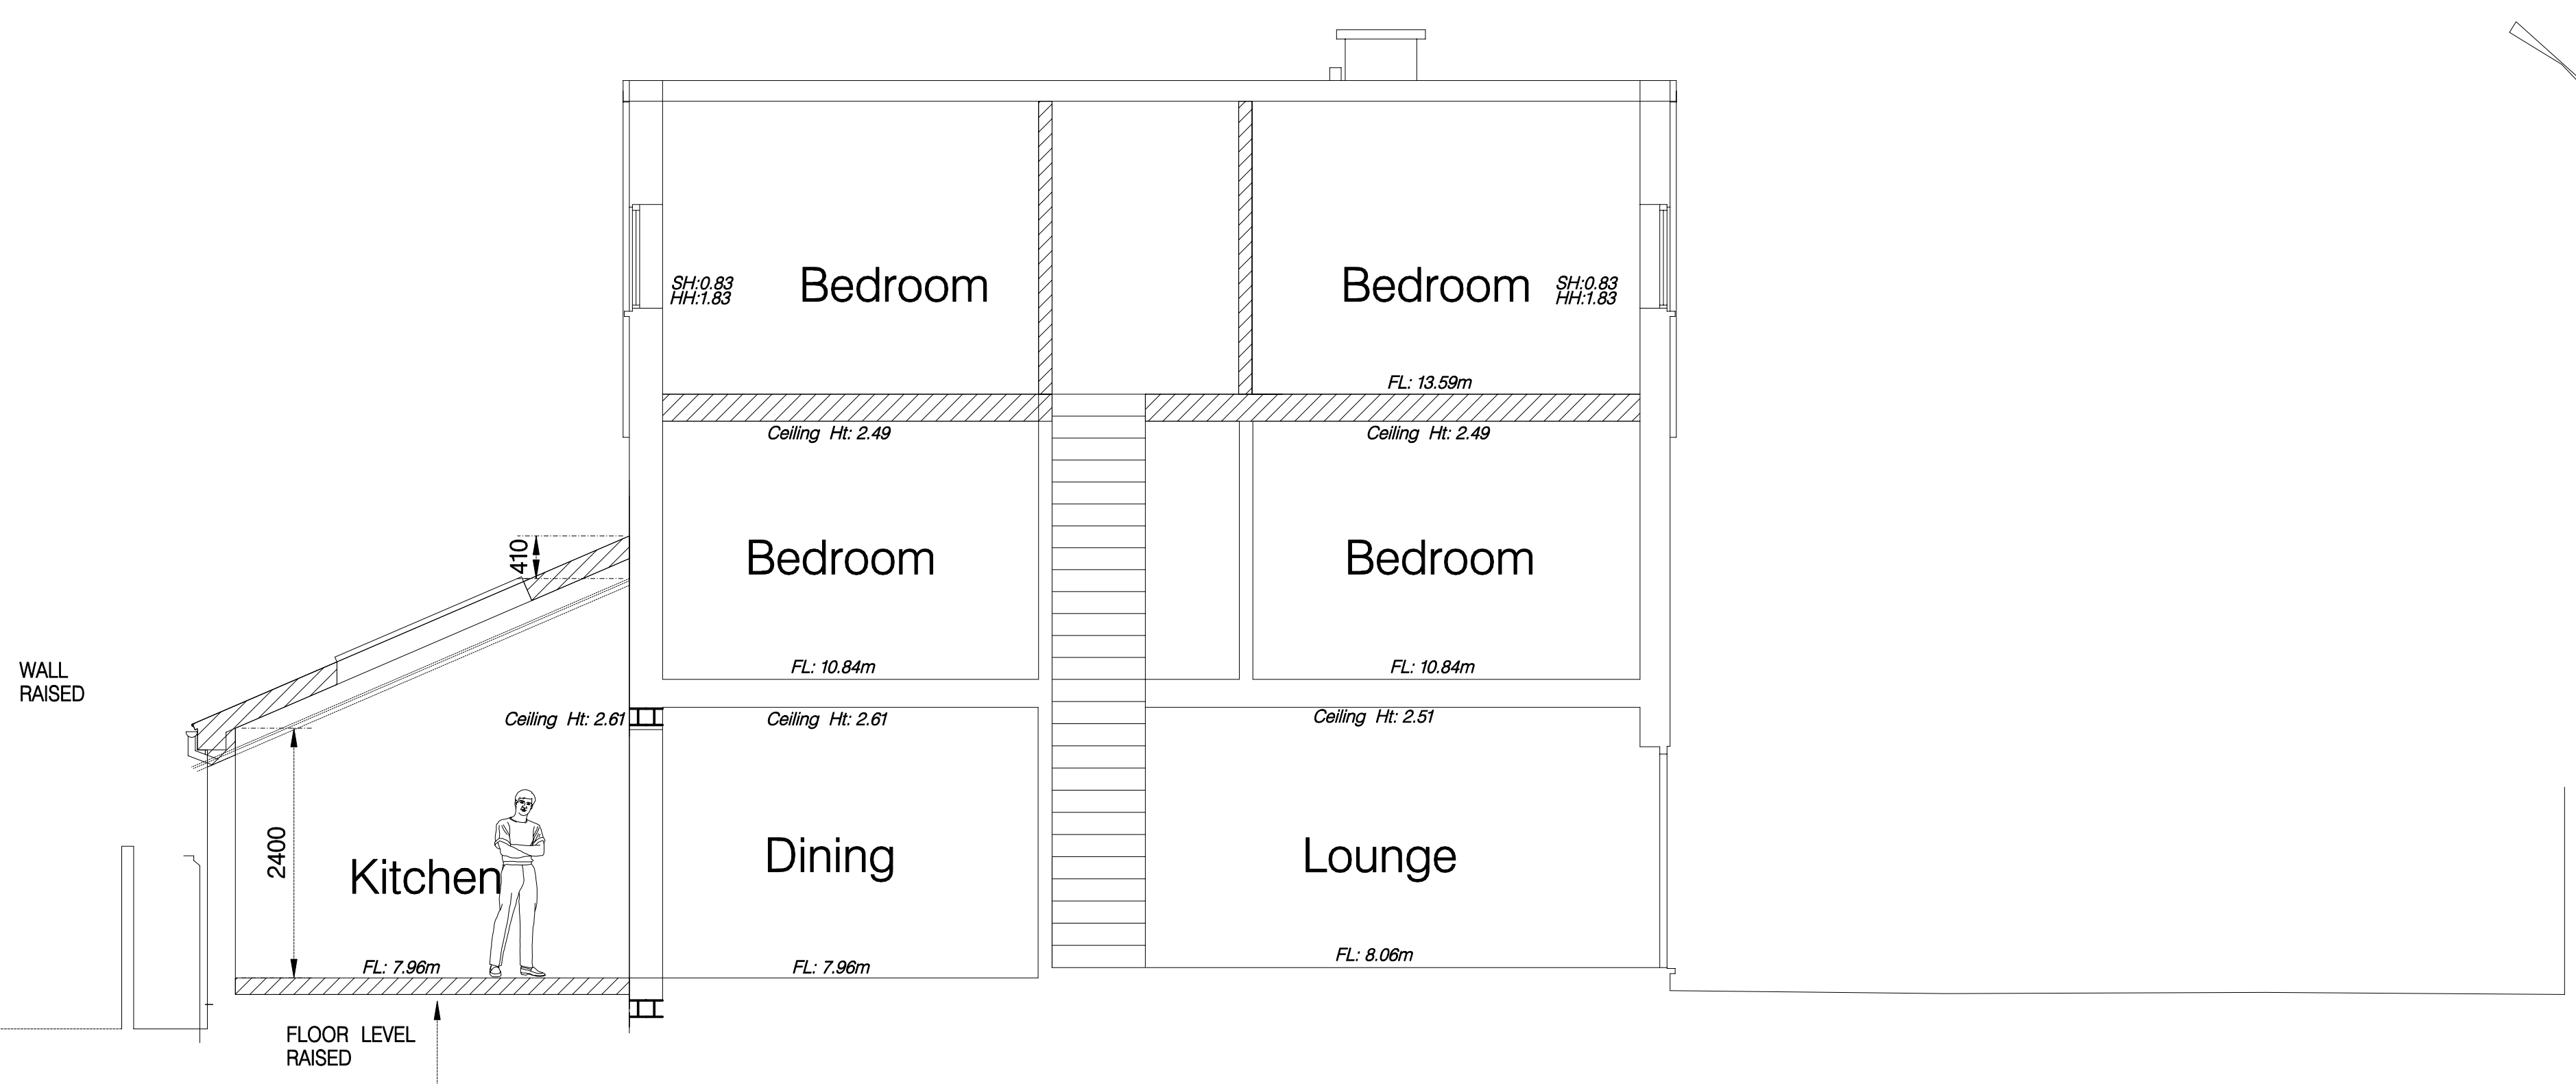 Bedroom
Bedroom
SH:0.83
HH:1.83
SH:0.83
HH:1.83
FL: 13.59m
Ceiling Ht: 2.49
Ceiling Ht: 2.49
410
Bedroom
Bedroom
FL: 10.84m
FL: 10.84m
WALL
RAISED
Ceiling Ht: 2.61
Ceiling Ht: 2.61
Ceiling Ht: 2.51
2400
Kitchen
Dining
Lounge
FL: 7.96m
FL: 7.96m
FL: 8.06m
FLOOR LEVEL
RAISED